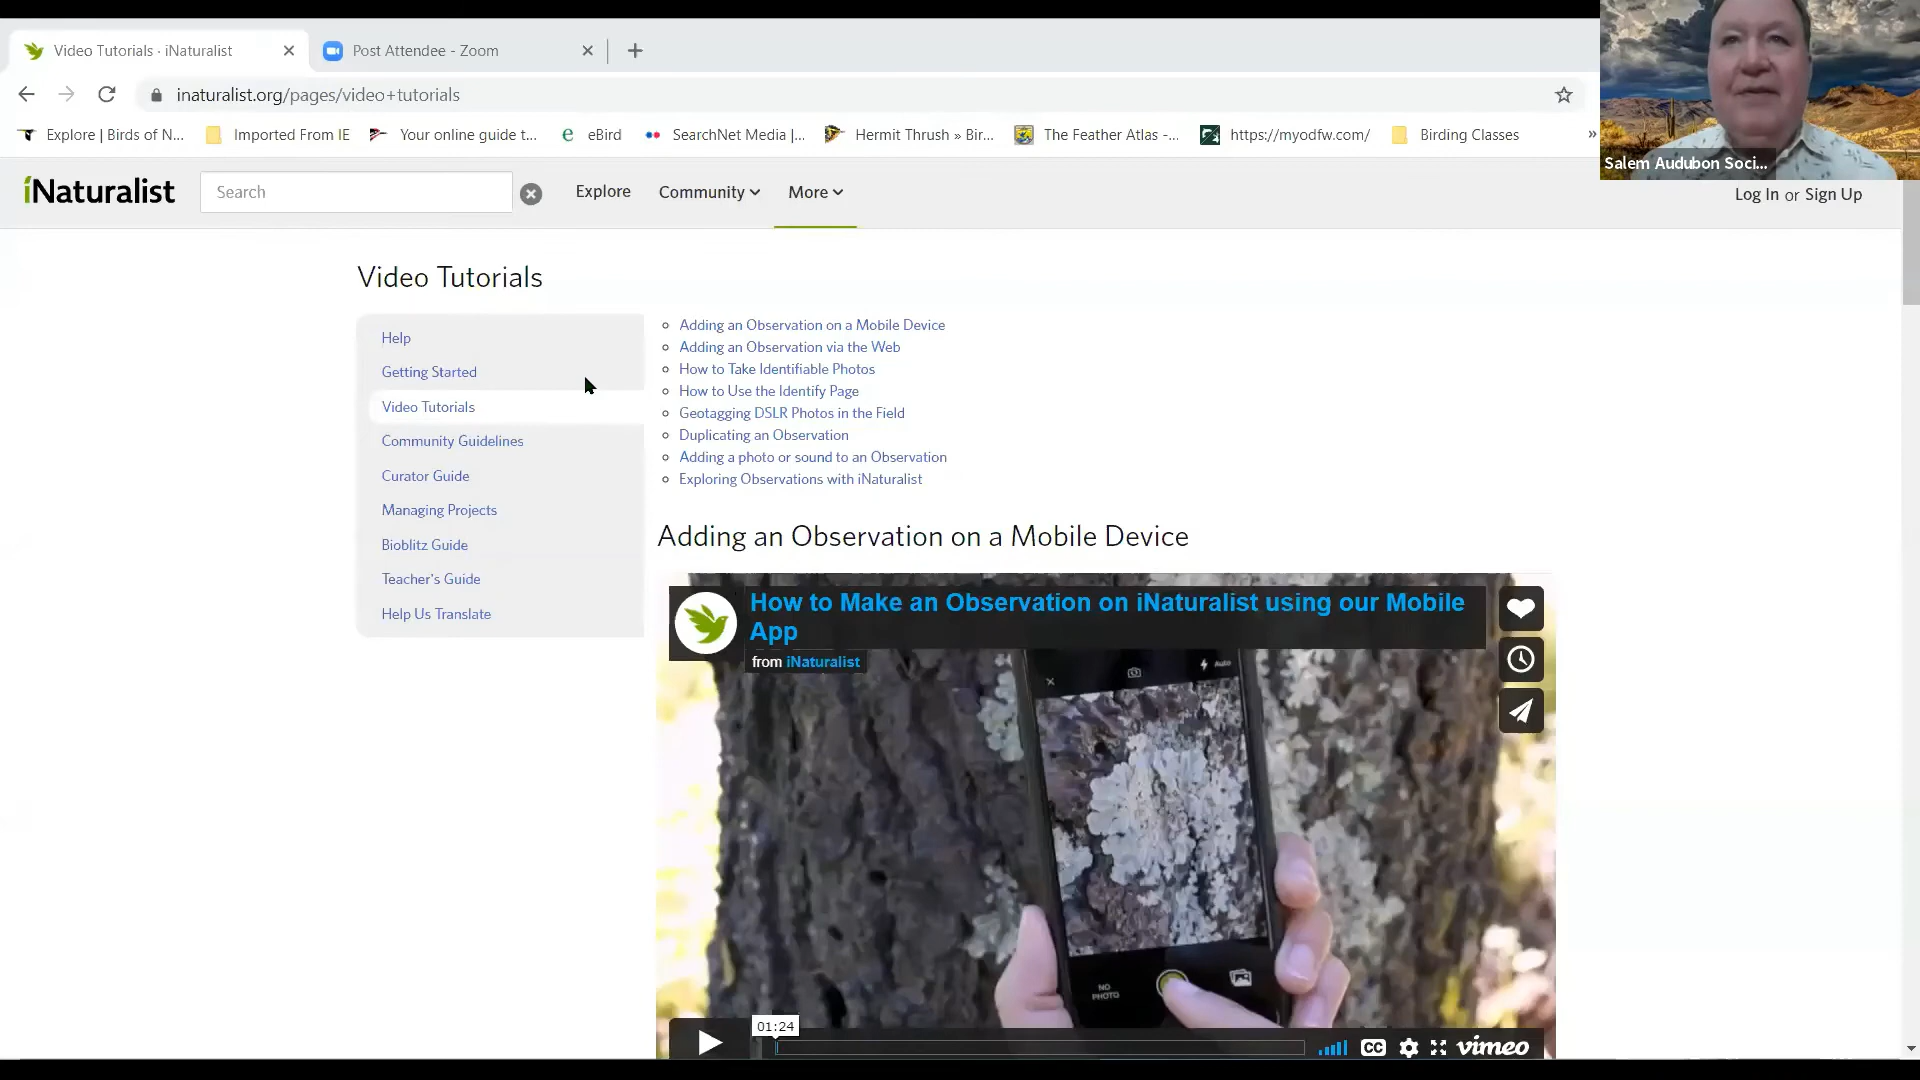 Video Tutorials · iNaturalist
Post Attendee - Zoom
inaturalist.org/pages/video+tutorials
Explore | Birds of N...
Imported From IE
Your online guide t...
eBird
SearchNet Media |...
Hermit Thrush » Bir...
The Feather Atlas -...
https://myodfw.com/
Birding Classes
»
Salem Audubon Soci...
iNaturalist
Search
Explore
Community
More
Log In or Sign Up
Video Tutorials
Help
Getting Started
Video Tutorials
Community Guidelines
Curator Guide
Managing Projects
Bioblitz Guide
Teacher's Guide
Help Us Translate
Adding an Observation on a Mobile Device
Adding an Observation via the Web
How to Take Identifiable Photos
How to Use the Identify Page
Geotagging DSLR Photos in the Field
Duplicating an Observation
Adding a photo or sound to an Observation
Exploring Observations with iNaturalist
Adding an Observation on a Mobile Device
How to Make an Observation on iNaturalist using our Mobile
App
from iNaturalist
Auto
NO
PHOTO
01:24
CC
vimeo